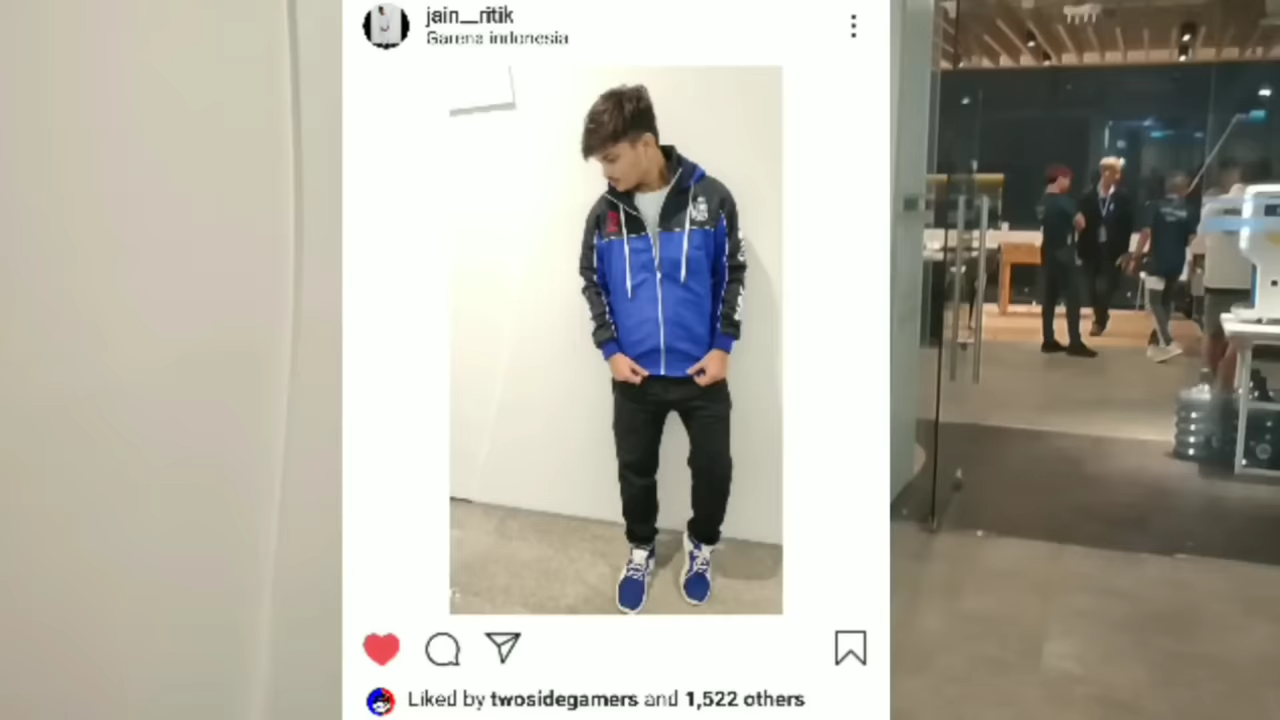 jain__ritik
Garena indonesia
Liked by twosidegamers and 1,522 others